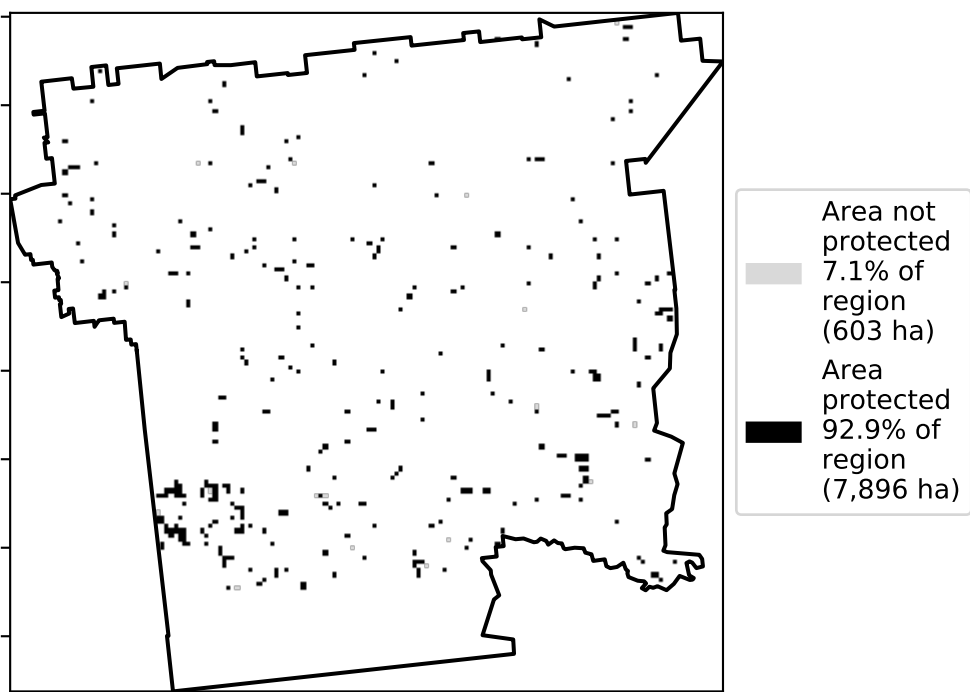 Area not
protected
7.1% of
region
(603 ha)
Area
protected
92.9% of
region
(7,896 ha)